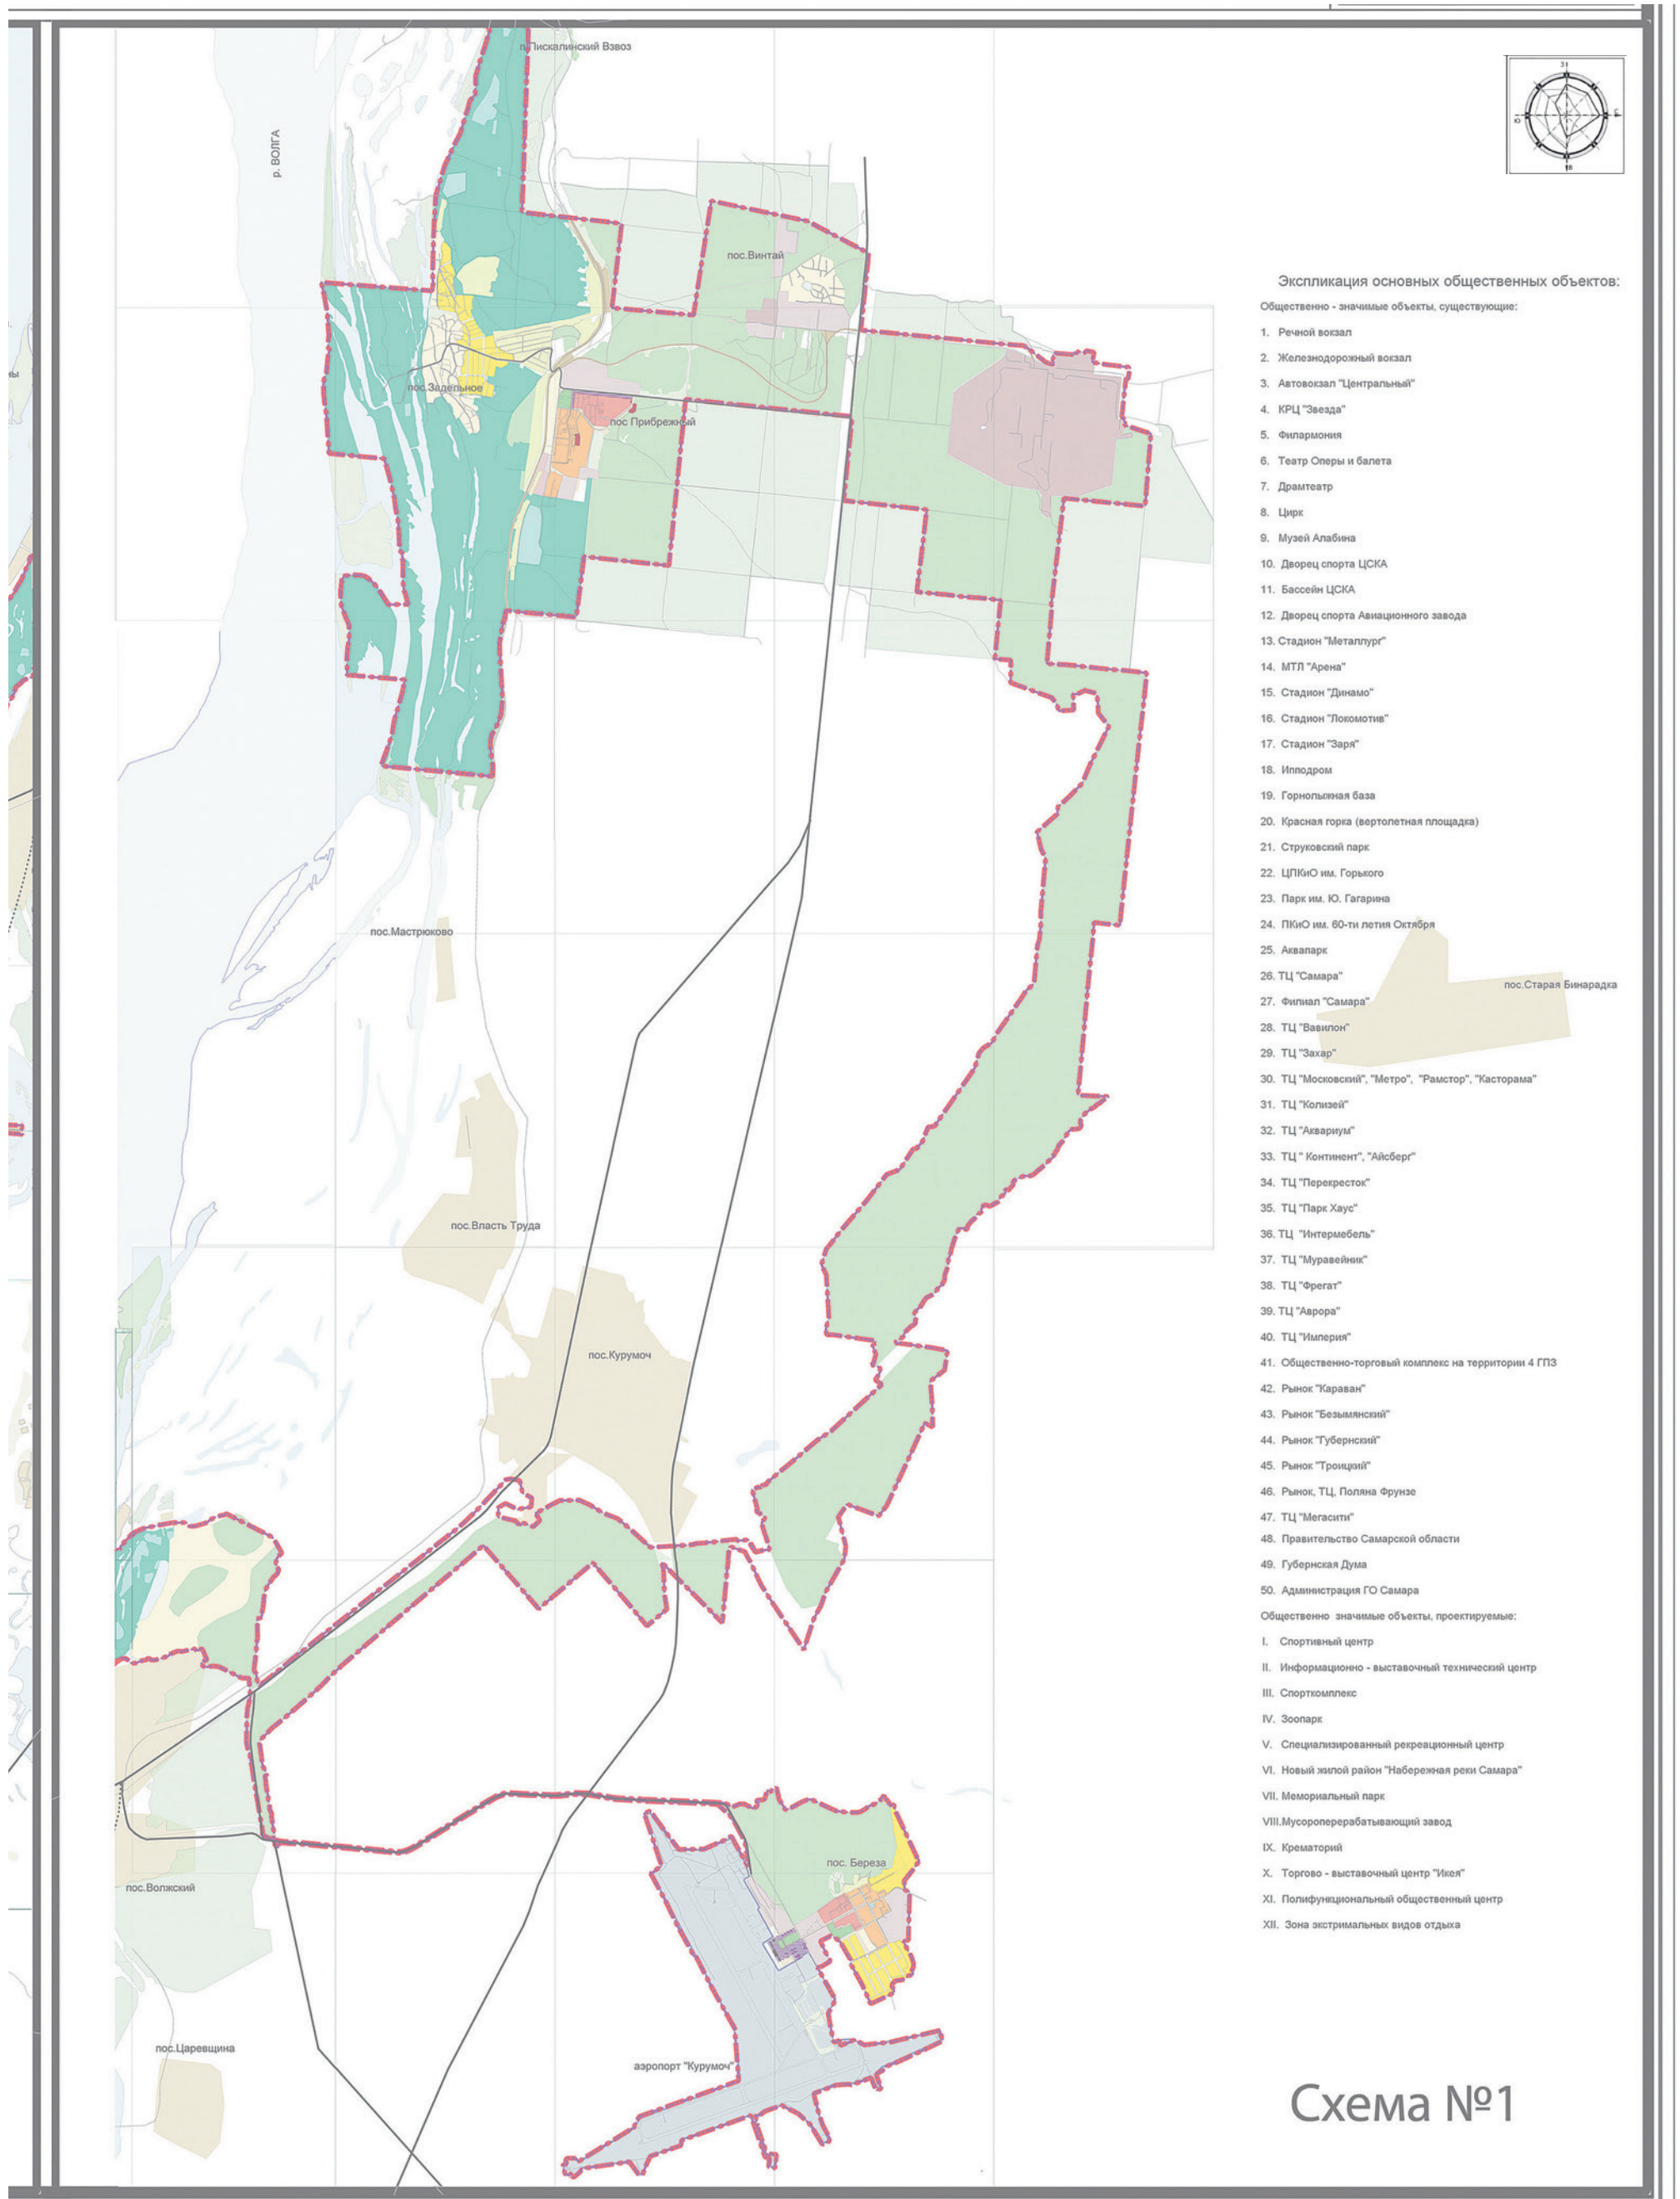 п.Пискалинский Взвоз
р. ВОЛГА
пос.Винтай
пос.Задельное
пос Прибрежный
пос.Мастрюково
пос.Власть Труда
пос.Курумоч
пос. Береза
пос.Волжский
пос.Царевщина
аэропорт "Курумоч"
пос.Старая Бинарадка
Экспликация основных общественных объектов:
Общественно - значимые объекты, существующие:
1. Речной вокзал
2. Железнодорожный вокзал
3. Автовокзал "Центральный"
4. КРЦ "Звезда"
5. Филармония
6. Театр Оперы и балета
7. Драмтеатр
8. Цирк
9. Музей Алабина
10. Дворец спорта ЦСКА
11. Бассейн ЦСКА
12. Дворец спорта Авиационного завода
13. Стадион "Металлург"
14. МТЛ "Арена"
15. Стадион "Динамо"
16. Стадион "Локомотив"
17. Стадион "Заря"
18. Ипподром
19. Горнолыжная база
20. Красная горка (вертолетная площадка)
21. Струковский парк
22. ЦПКиО им. Горького
23. Парк им. Ю. Гагарина
24. ПКиО им. 60-ти летия Октября
25. Аквапарк
26. ТЦ "Самара"
27. Филиал "Самара"
28. ТЦ "Вавилон"
29. ТЦ "Захар"
30. ТЦ "Московский", "Метро", "Рамстор", "Касторама"
31. ТЦ "Колизей"
32. ТЦ "Аквариум"
33. ТЦ " Континент", "Айсберг"
34. ТЦ "Перекресток"
35. ТЦ "Парк Хаус"
36. ТЦ "Интермебель"
37. ТЦ "Муравейник"
38. ТЦ "Фрегат"
39. ТЦ "Аврора"
40. ТЦ "Империя"
41. Общественно-торговый комплекс на территории 4 ГПЗ
42. Рынок "Караван"
43. Рынок "Безымянский"
44. Рынок "Губернский"
45. Рынок "Троицкий"
46. Рынок, ТЦ, Поляна Фрунзе
47. ТЦ "Мегасити"
48. Правительство Самарской области
49. Губернская Дума
50. Администрация ГО Самара
Общественно значимые объекты, проектируемые:
I. Спортивный центр
II. Информационно - выставочный технический центр
III. Спорткомплекс
IV. Зоопарк
V. Специализированный рекреационный центр
VI. Новый жилой район "Набережная реки Самара"
VII. Мемориальный парк
VIII.Мусороперерабатывающий завод
IX. Крематорий
X. Торгово - выставочный центр "Икея"
XI. Полифункциональный общественный центр
XII. Зона экстримальных видов отдыха
Схема №1